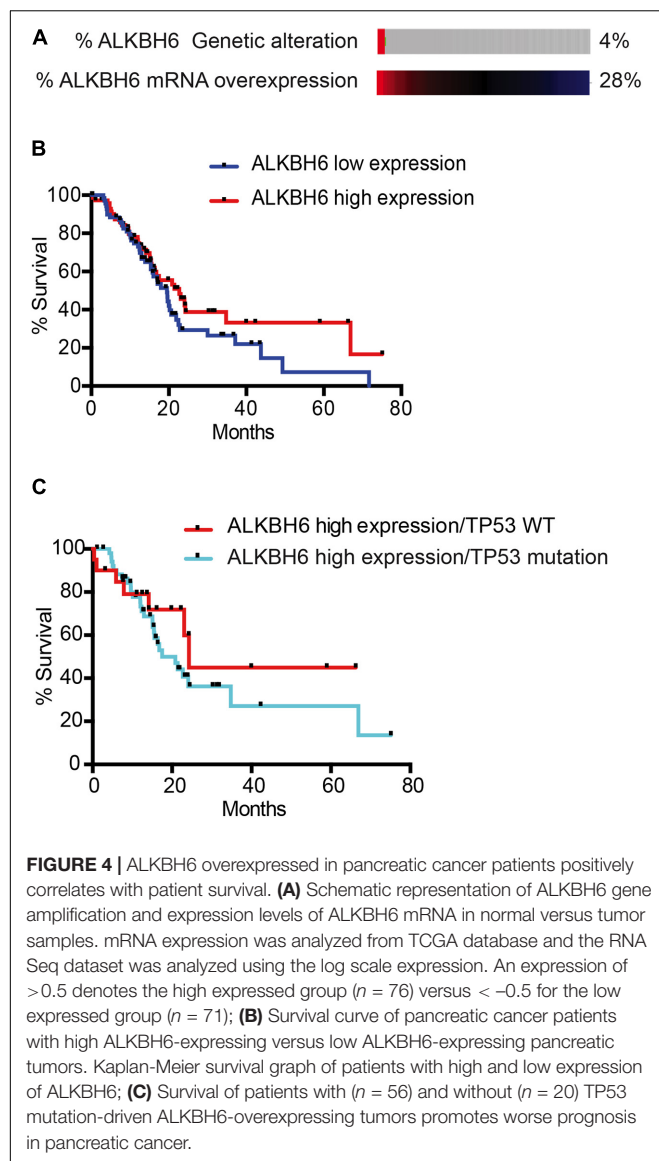 A
% ALKBH6 Genetic alteration 4%
% ALKBH6 mRNA overexpression 28%
B
ALKBH6 low expression
ALKBH6 high expression
100
80
60
40
20
0
% Survival
0 20 40 60 80
Months
C
ALKBH6 high expression/TP53 WT
ALKBH6 high expression/TP53 mutation
100
80
60
40
20
0
% Survival
0 20 40 60 80
Months
FIGURE 4 | ALKBH6 overexpressed in pancreatic cancer patients positively
correlates with patient survival. (A) Schematic representation of ALKBH6 gene
amplification and expression levels of ALKBH6 mRNA in normal versus tumor
samples. mRNA expression was analyzed from TCGA database and the RNA
Seq dataset was analyzed using the log scale expression. An expression of
>0.5 denotes the high expressed group (n = 76) versus < –0.5 for the low
expressed group (n = 71); (B) Survival curve of pancreatic cancer patients
with high ALKBH6-expressing versus low ALKBH6-expressing pancreatic
tumors. Kaplan-Meier survival graph of patients with high and low expression
of ALKBH6; (C) Survival of patients with (n = 56) and without (n = 20) TP53
mutation-driven ALKBH6-overexpressing tumors promotes worse prognosis
in pancreatic cancer.